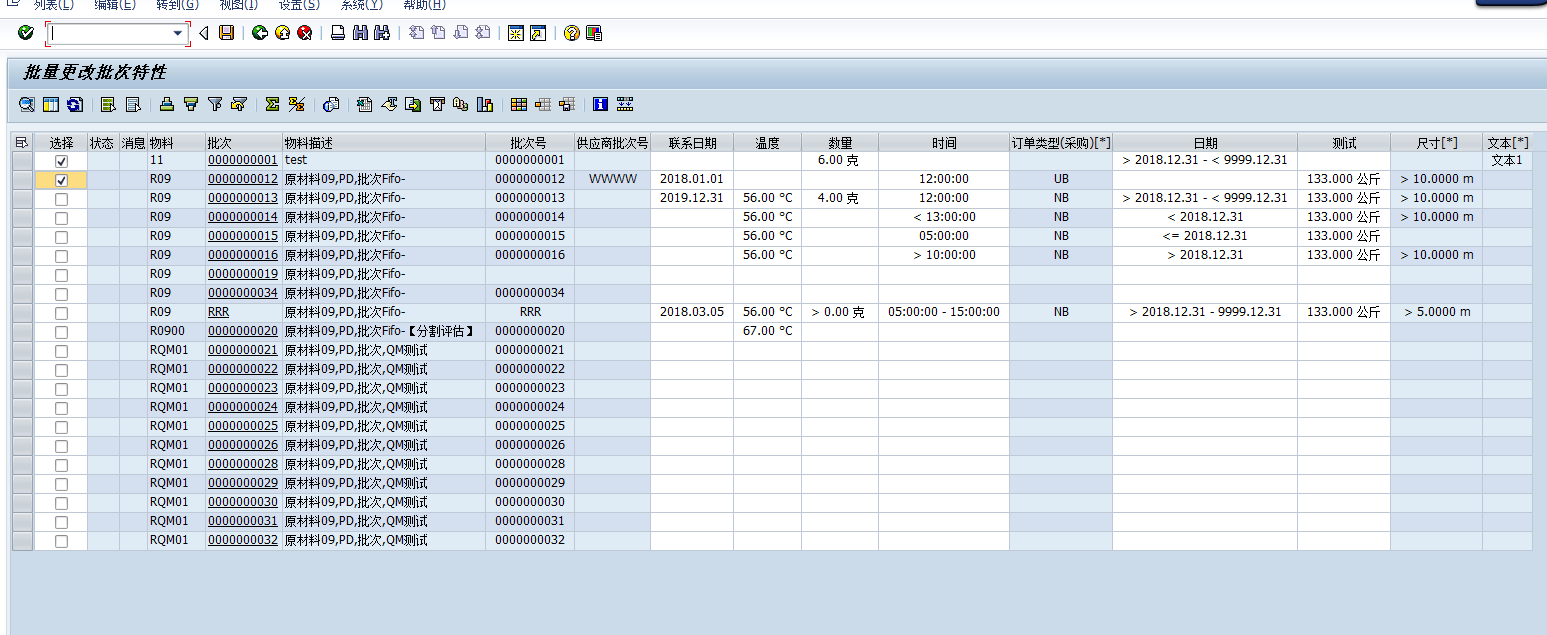 列表(L) 编辑(E) 转到(G) 视图(I) 设置(S) 系统(Y) 帮助(H)
批量更改批次特性
选择 状态 消息 物料 批次 物料描述 批次号 供应商批次号 联系日期 温度 数量 时间 订单类型(采购)[*] 日期 测试 尺寸[*] 文本[*]
11 0000000001 test 0000000001 6.00 克 > 2018.12.31 - < 9999.12.31 文本1
R09 0000000012 原材料09,PD,批次Fifo- 0000000012 WWWW 2018.01.01 12:00:00 UB 133.000 公斤 > 10.0000 m
R09 0000000013 原材料09,PD,批次Fifo- 0000000013 2019.12.31 56.00 °C 4.00 克 12:00:00 NB > 2018.12.31 - < 9999.12.31 133.000 公斤 > 10.0000 m
R09 0000000014 原材料09,PD,批次Fifo- 0000000014 56.00 °C < 13:00:00 NB < 2018.12.31 133.000 公斤 > 10.0000 m
R09 0000000015 原材料09,PD,批次Fifo- 0000000015 56.00 °C 05:00:00 NB <= 2018.12.31 133.000 公斤
R09 0000000016 原材料09,PD,批次Fifo- 0000000016 56.00 °C > 10:00:00 NB > 2018.12.31 133.000 公斤 > 10.0000 m
R09 0000000019 原材料09,PD,批次Fifo-
R09 0000000034 原材料09,PD,批次Fifo- 0000000034
R09 RRR 原材料09,PD,批次Fifo- RRR 2018.03.05 56.00 °C > 0.00 克 05:00:00 - 15:00:00 NB > 2018.12.31 - 9999.12.31 133.000 公斤 > 5.0000 m
R0900 0000000020 原材料09,PD,批次Fifo-【分割评估】 0000000020 67.00 °C
RQM01 0000000021 原材料09,PD,批次,QM测试 0000000021
RQM01 0000000022 原材料09,PD,批次,QM测试 0000000022
RQM01 0000000023 原材料09,PD,批次,QM测试 0000000023
RQM01 0000000024 原材料09,PD,批次,QM测试 0000000024
RQM01 0000000025 原材料09,PD,批次,QM测试 0000000025
RQM01 0000000026 原材料09,PD,批次,QM测试 0000000026
RQM01 0000000028 原材料09,PD,批次,QM测试 0000000028
RQM01 0000000029 原材料09,PD,批次,QM测试 0000000029
RQM01 0000000030 原材料09,PD,批次,QM测试 0000000030
RQM01 0000000031 原材料09,PD,批次,QM测试 0000000031
RQM01 0000000032 原材料09,PD,批次,QM测试 0000000032